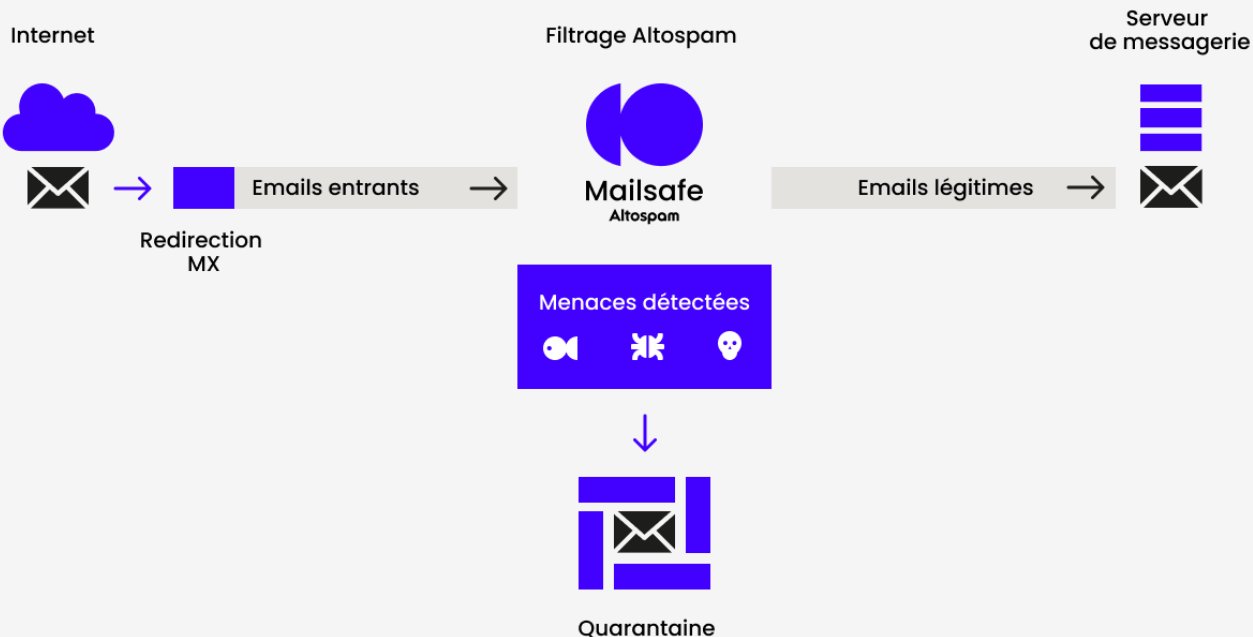 Internet
Filtrage Altospam
Serveur
de messagerie
Emails entrants
Mailsafe
Altospam
Emails légitimes
Redirection
MX
Menaces détectées
Quarantaine